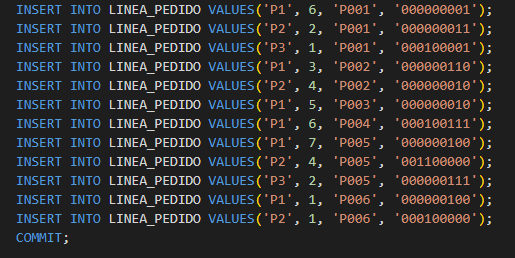 INSERT INTO LINEA_PEDIDO VALUES('P1', 6, 'P001', '000000001');
INSERT INTO LINEA_PEDIDO VALUES('P2', 2, 'P001', '000000011');
INSERT INTO LINEA_PEDIDO VALUES('P3', 1, 'P001', '000100001');
INSERT INTO LINEA_PEDIDO VALUES('P1', 3, 'P002', '000000110');
INSERT INTO LINEA_PEDIDO VALUES('P2', 4, 'P002', '000000010');
INSERT INTO LINEA_PEDIDO VALUES('P1', 5, 'P003', '000000010');
INSERT INTO LINEA_PEDIDO VALUES('P1', 6, 'P004', '000100111');
INSERT INTO LINEA_PEDIDO VALUES('P1', 7, 'P005', '000000100');
INSERT INTO LINEA_PEDIDO VALUES('P2', 4, 'P005', '001100000');
INSERT INTO LINEA_PEDIDO VALUES('P3', 2, 'P005', '000000111');
INSERT INTO LINEA_PEDIDO VALUES('P1', 1, 'P006', '000000100');
INSERT INTO LINEA_PEDIDO VALUES('P2', 1, 'P006', '000100000');
COMMIT;